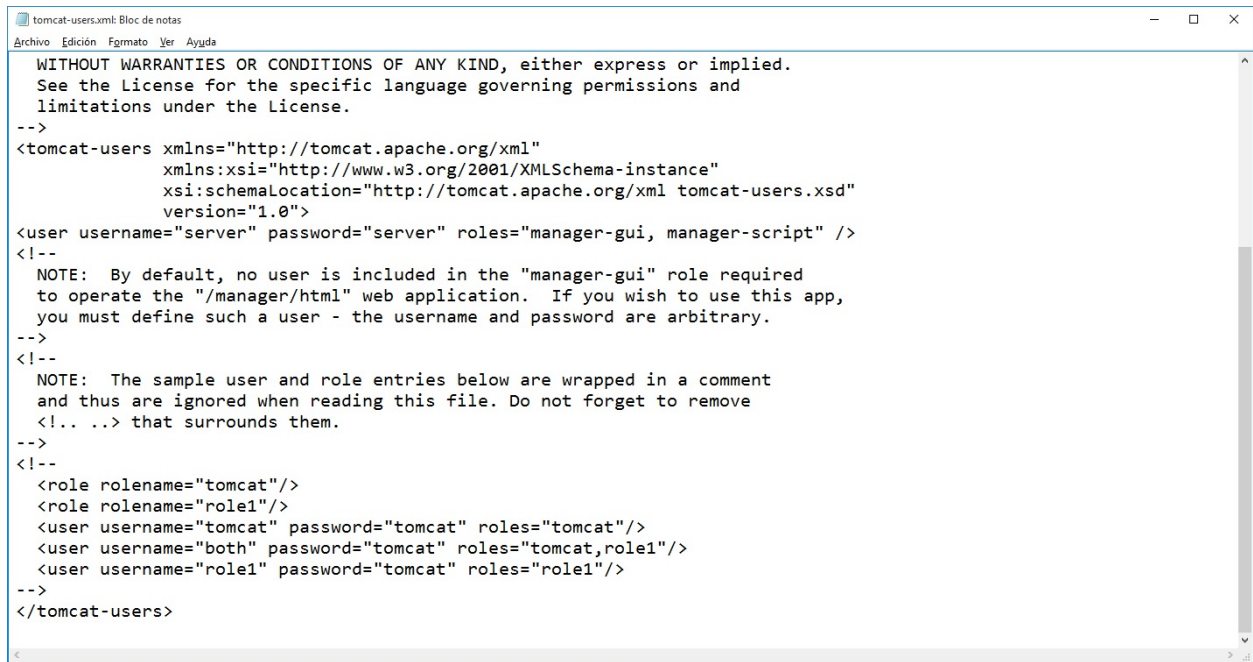 tomcat-users.xml: Bloc de notas
Archivo Edición Formato Ver Ayuda
  WITHOUT WARRANTIES OR CONDITIONS OF ANY KIND, either express or implied.
  See the License for the specific language governing permissions and
  limitations under the License.
-->
<tomcat-users xmlns="http://tomcat.apache.org/xml"
              xmlns:xsi="http://www.w3.org/2001/XMLSchema-instance"
              xsi:schemaLocation="http://tomcat.apache.org/xml tomcat-users.xsd"
              version="1.0">
<user username="server" password="server" roles="manager-gui, manager-script" />
<!--
  NOTE:  By default, no user is included in the "manager-gui" role required
  to operate the "/manager/html" web application.  If you wish to use this app,
  you must define such a user - the username and password are arbitrary.
-->
<!--
  NOTE:  The sample user and role entries below are wrapped in a comment
  and thus are ignored when reading this file. Do not forget to remove
  <!.. ..> that surrounds them.
-->
<!--
  <role rolename="tomcat"/>
  <role rolename="role1"/>
  <user username="tomcat" password="tomcat" roles="tomcat"/>
  <user username="both" password="tomcat" roles="tomcat,role1"/>
  <user username="role1" password="tomcat" roles="role1"/>
-->
</tomcat-users>